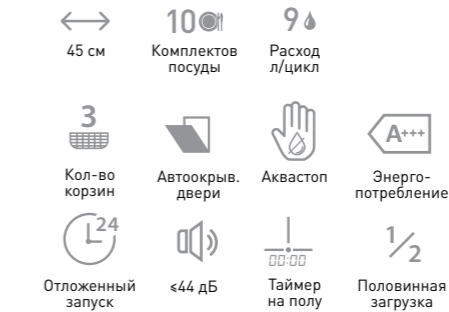 10
9
45 см
Комплектов
посуды
Расход
л/цикл
3
A+++
Кол-во
корзин
Автооткрыв.
двери
Аквастоп
Энерго-
потребление
24
00:00
1/2
Отложенный
запуск
≤44 дБ
Таймер
на полу
Половинная
загрузка